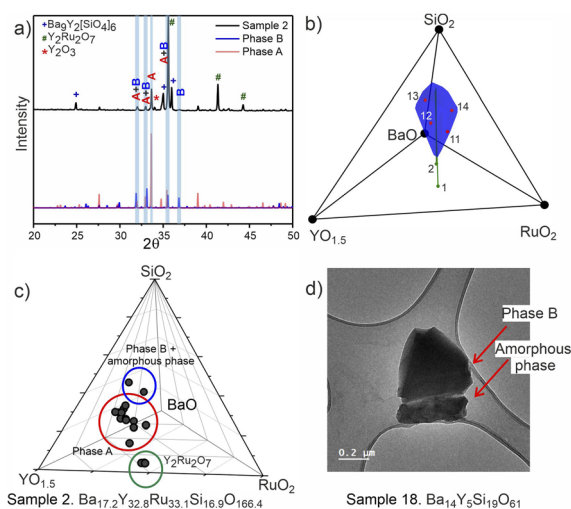 a)
+Ba₉Y₂[SiO₄]₆
#Y₂Ru₂O₇
*Y₂O₃
Sample 2
Phase B
Phase A
+
A+B
A+B
A
*
+
A+B
#
+
B
#
#
Intensity
20 25 30 35 40 45 50
2θ
b)
SiO₂
13
14
12
BaO
11
2
1
YO₁.₅
RuO₂
c)
SiO₂
Phase B +
amorphous phase
BaO
Phase A
Y₂Ru₂O₇
YO₁.₅
RuO₂
Sample 2. Ba₁₇.₂Y₃₂.₈Ru₃₃.₁Si₁₆.₉O₁₆₆.₄
d)
Phase B
Amorphous
phase
0.2 µm
Sample 18. Ba₁₄Y₅Si₁₉O₆₁